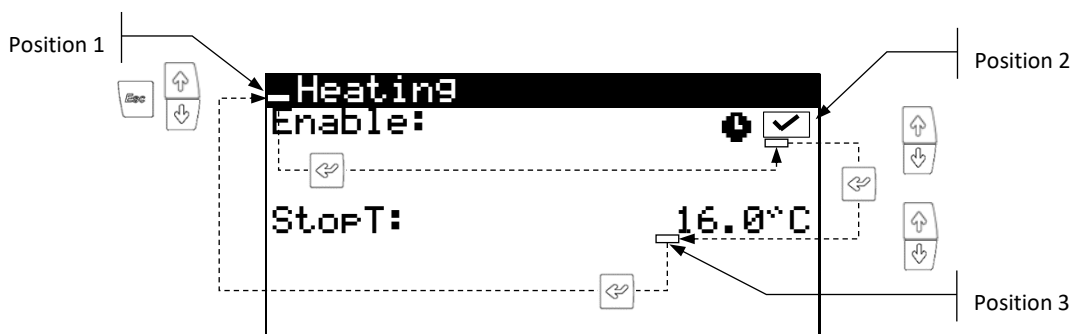 Position 1
Position 2
Esc
Heating
Enable:
StopT: 16.0°C
Position 3